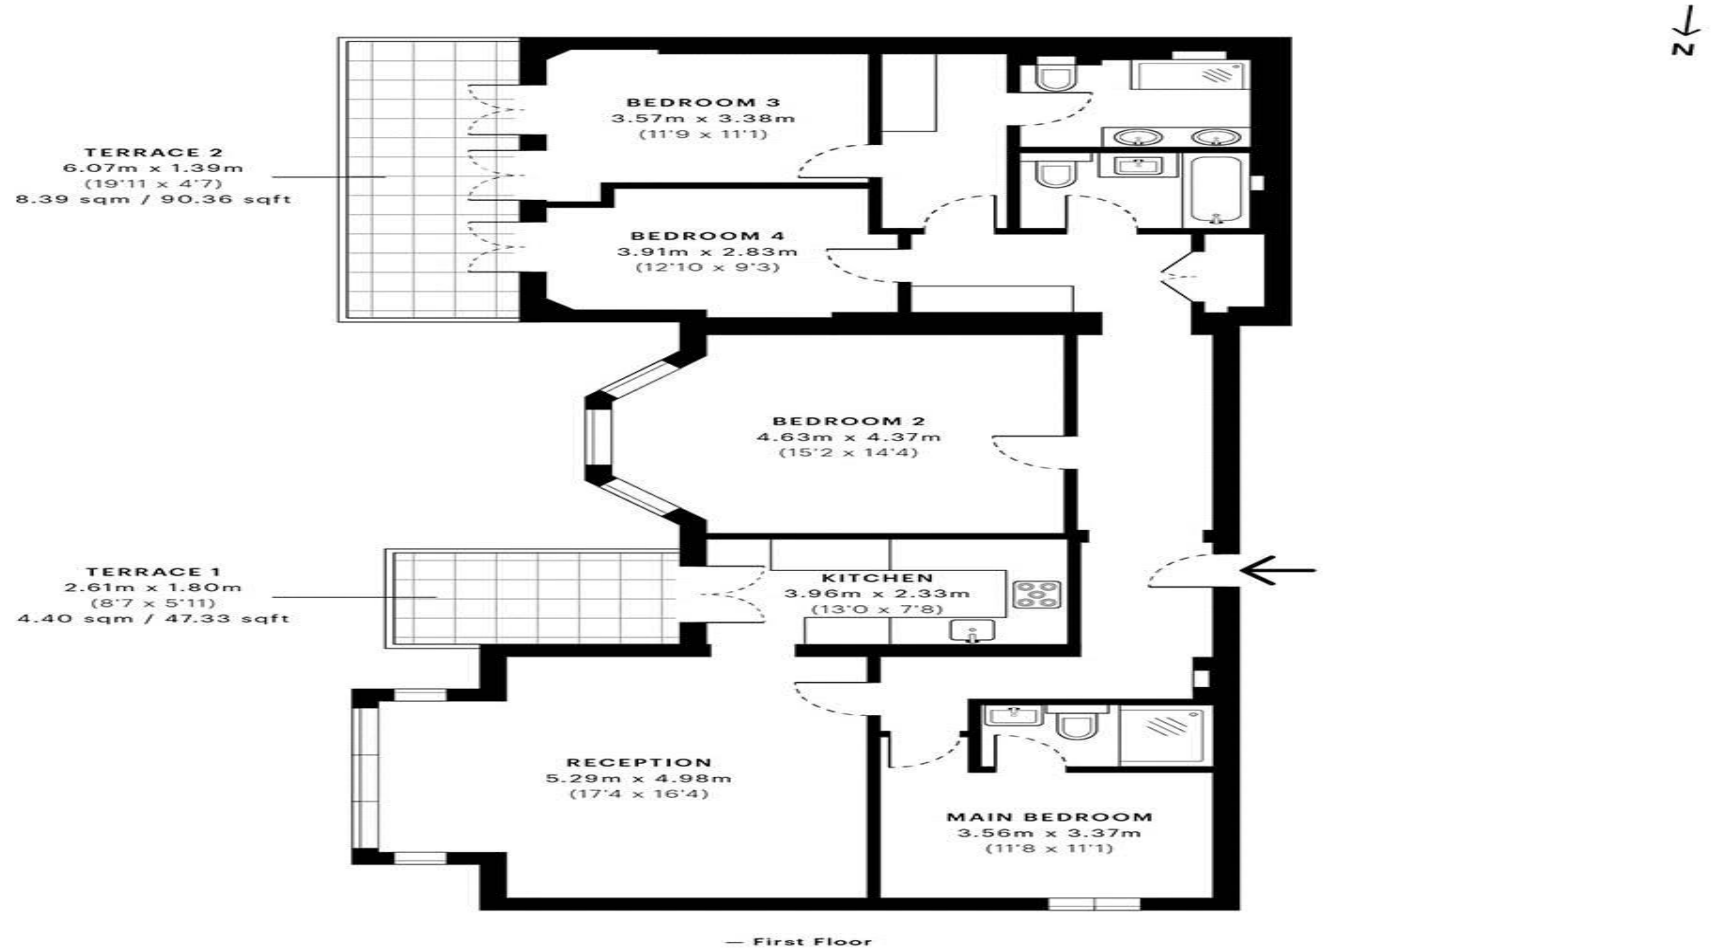 N
BEDROOM 3
3.57m x 3.38m
(11'9 x 11'1)
TERRACE 2
6.07m x 1.39m
(19'11 x 4'7)
8.39 sqm / 90.36 sqft
BEDROOM 4
3.91m x 2.83m
(12'10 x 9'3)
BEDROOM 2
4.63m x 4.37m
(15'2 x 14'4)
TERRACE 1
2.61m x 1.80m
(8'7 x 5'11)
4.40 sqm / 47.33 sqft
KITCHEN
3.96m x 2.33m
(13'0 x 7'8)
RECEPTION
5.29m x 4.98m
(17'4 x 16'4)
MAIN BEDROOM
3.56m x 3.37m
(11'8 x 11'1)
— First Floor